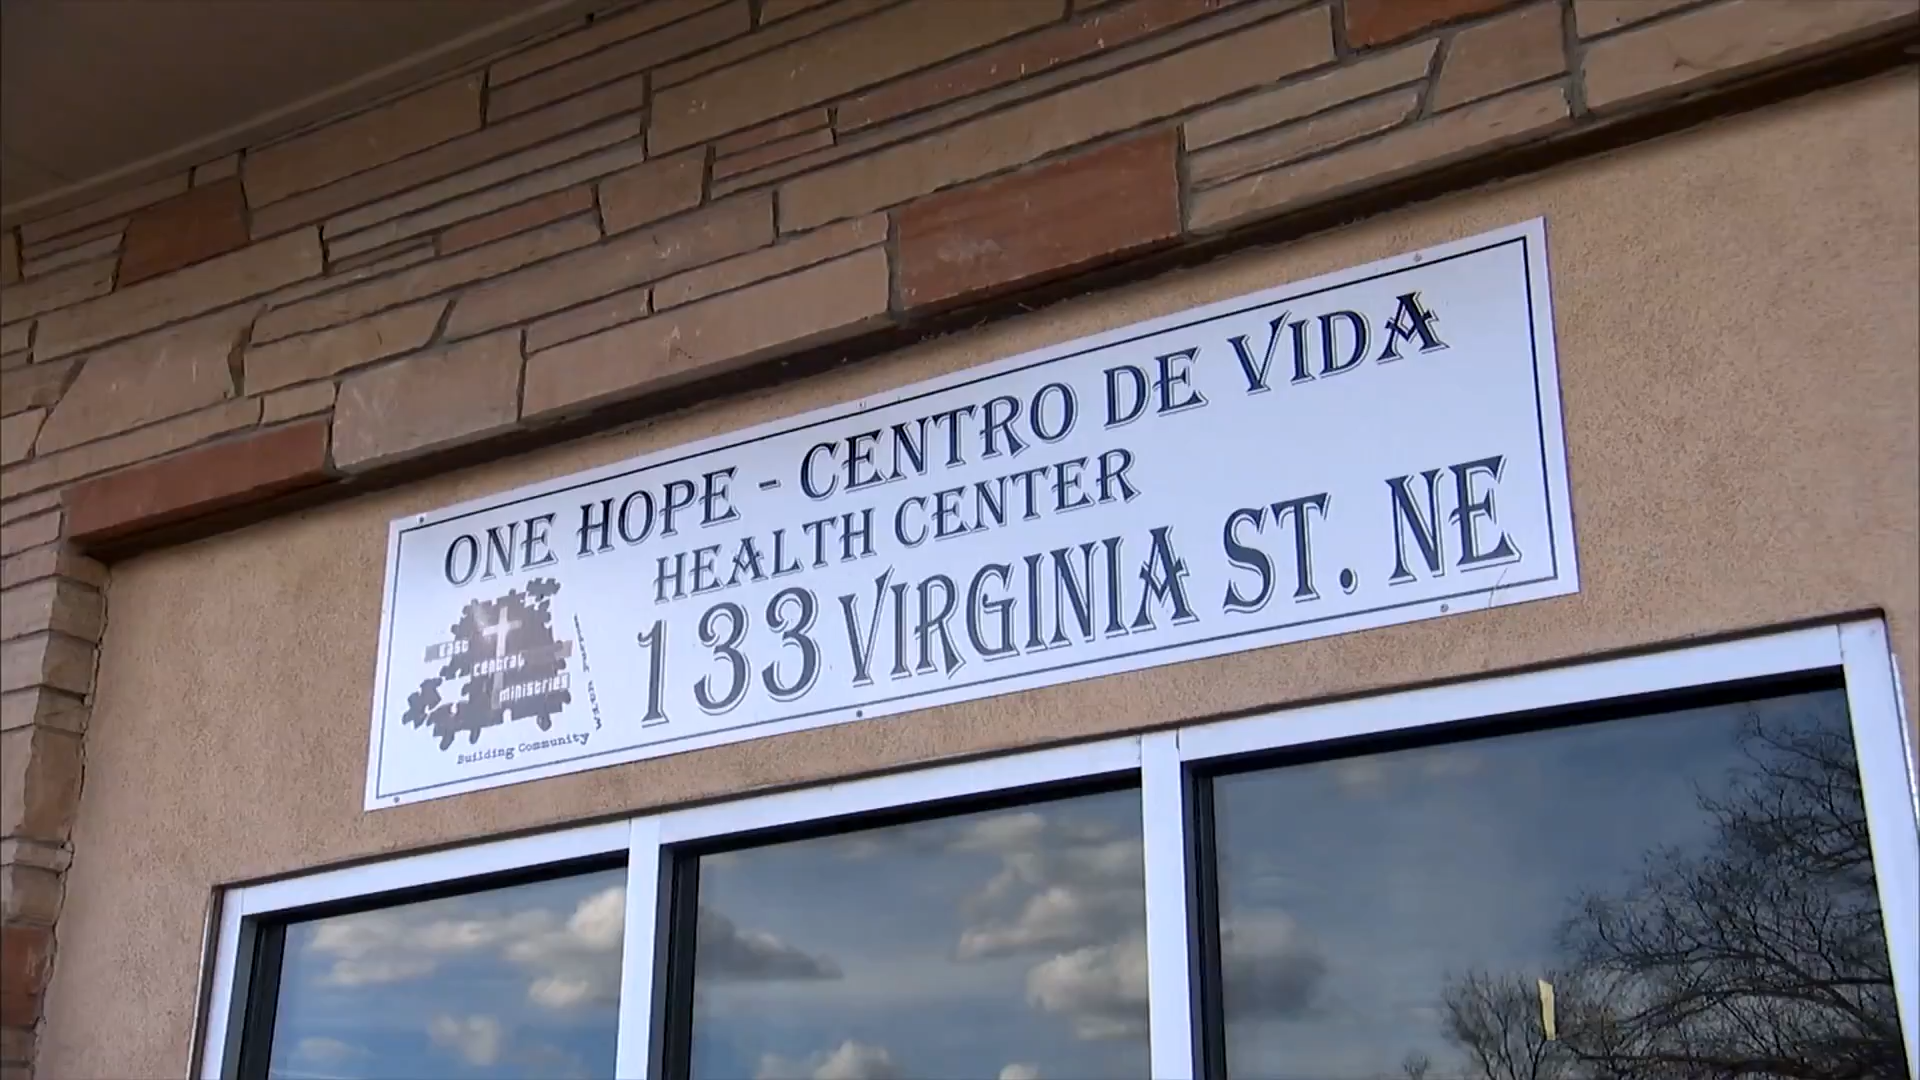 ONE HOPE - CENTRO DE VIDA
HEALTH CENTER
133 VIRGINIA ST. NE
East
Central
ministries
Building Community